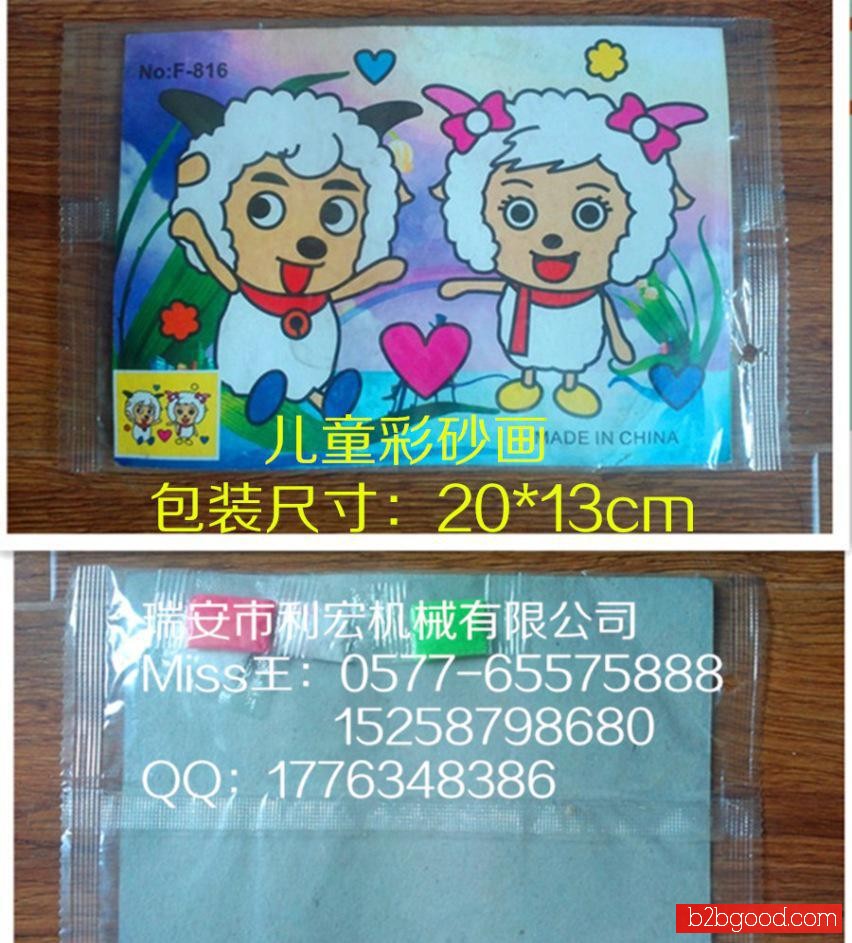 No:F-816
MADE IN CHINA
儿童彩砂画
包装尺寸：20*13cm
瑞安市利宏机械有限公司
Miss王：0577-65575888
15258798680
QQ：1776348386
b2bgood.com